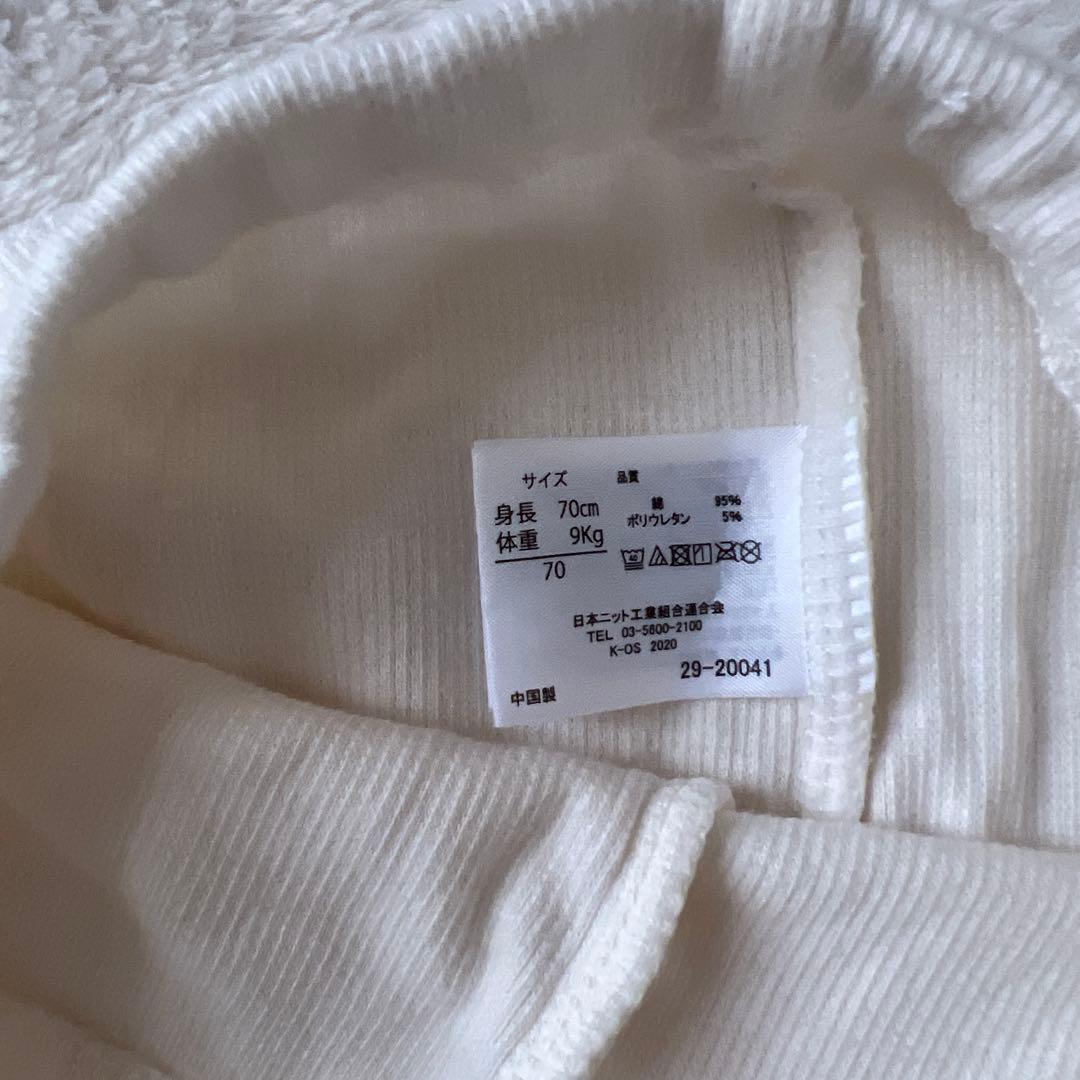 サイズ
身長 70cm
体重 9Kg
70
品質
綿 95%
ポリウレタン 5%
40
日本ニット工業組合連合会
TEL 03-5600-2100
K-OS 2020
29-20041
中国製